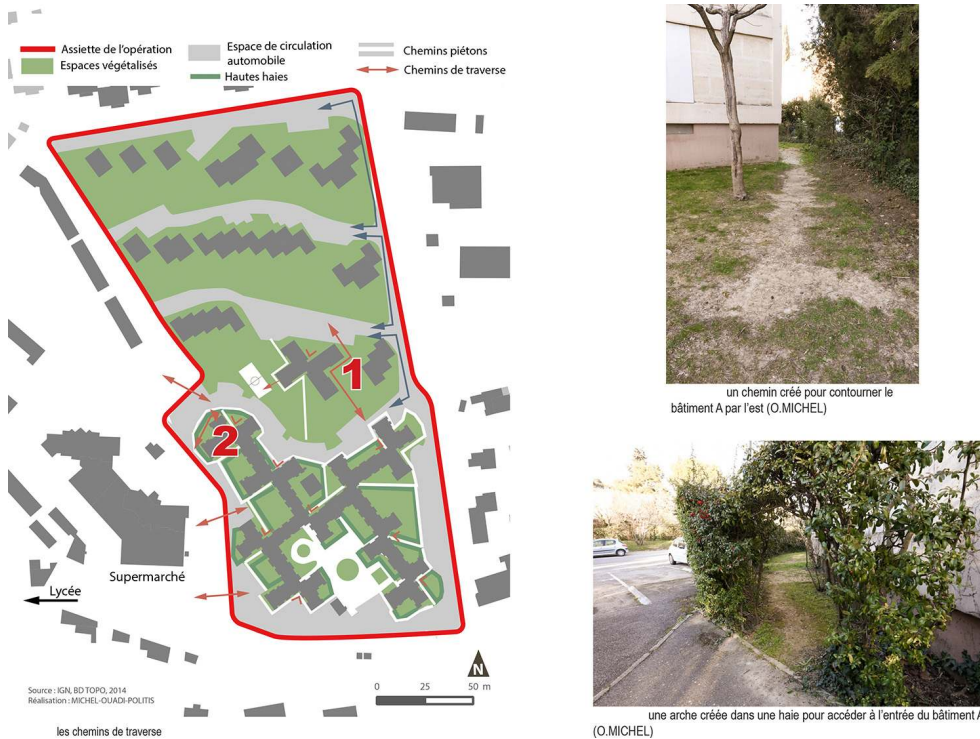 Assiette de l'opération
Espaces végétalisés
Espace de circulation
automobile
Hautes haies
Chemins piétons
Chemins de traverse
1
2
Supermarché
Lycée
N
0 25 50 m
Source : IGN, BD TOPO, 2014
Réalisation : MICHEL-OUADI-POLITIS
les chemins de traverse
un chemin créé pour contourner le
bâtiment A par l'est (O.MICHEL)
une arche créée dans une haie pour accéder à l'entrée du bâtiment A
(O.MICHEL)